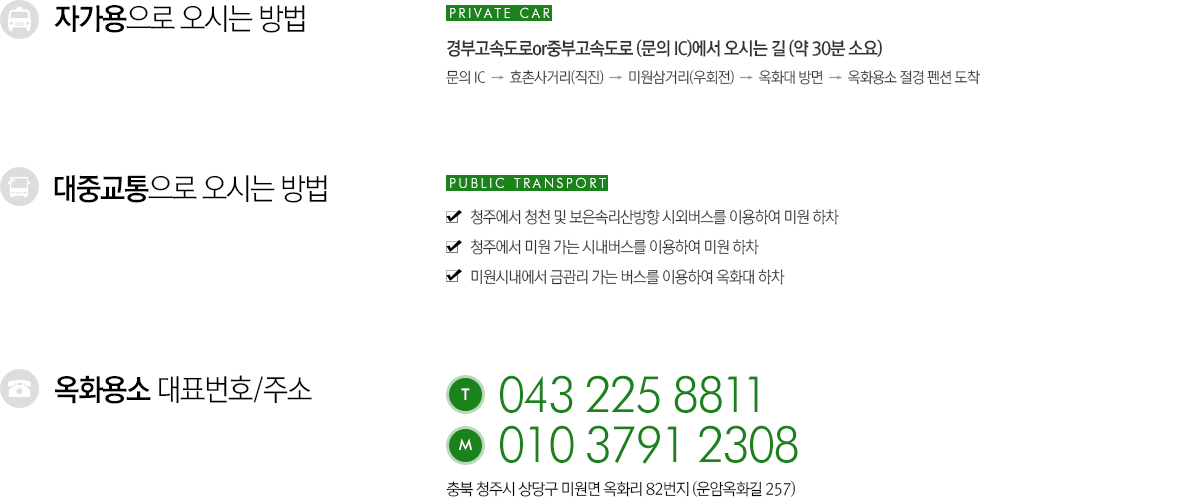 자가용으로 오시는 방법
PRIVATE CAR
경부고속도로or중부고속도로 (문의 IC)에서 오시는 길 (약 30분 소요)
문의 IC → 효촌사거리(직진) → 미원삼거리(우회전) → 옥화대 방면 → 옥화용소 절경 펜션 도착
대중교통으로 오시는 방법
PUBLIC TRANSPORT
청주에서 청천 및 보은속리산방향 시외버스를 이용하여 미원 하차
청주에서 미원 가는 시내버스를 이용하여 미원 하차
미원시내에서 금관리 가는 버스를 이용하여 옥화대 하차
옥화용소 대표번호/주소
T 043 225 8811
M 010 3791 2308
충북 청주시 상당구 미원면 옥화리 82번지 (운암옥화길 257)